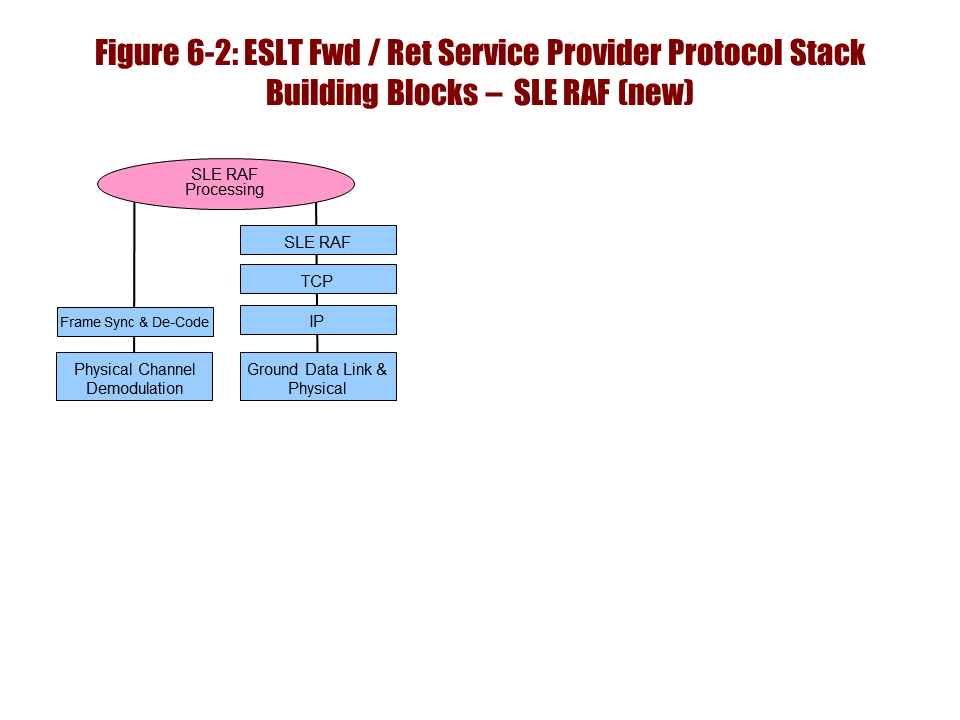 Figure 6-2: ESLT Fwd / Ret Service Provider Protocol Stack
Building Blocks – SLE RAF (new)
SLE RAF
Processing
SLE RAF
TCP
Frame Sync & De-Code
IP
Physical Channel
Demodulation
Ground Data Link &
Physical